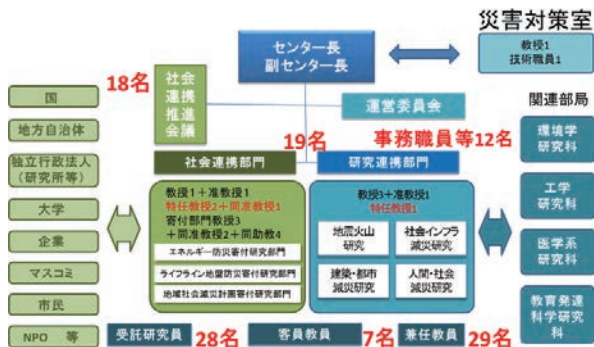 災害対策室
教授1
技術職員1
センター長
副センター長
18名
社会
連携
推進
会議
運営委員会
関連部局
国
地方自治体
独立行政法人
(研究所等)
大学
企業
マスコミ
市民
NPO 等
19名
事務職員等12名
社会連携部門
研究連携部門
教授1+准教授1
特任教授2+同准教授1
寄付部門教授3
+同准教授2+同助教4
エネルギー防災寄付研究部門
ライフライン地盤防災寄付研究部門
地域社会減災計画寄付研究部門
教授3+准教授1
特任教授1
地震火山
研究
社会インフラ
減災研究
建築・都市
減災研究
人間・社会
減災研究
環境学
研究科
工学
研究科
医学系
研究科
教育発達
科学研究
科
受託研究員
28名
客員教員
7名
兼任教員
29名